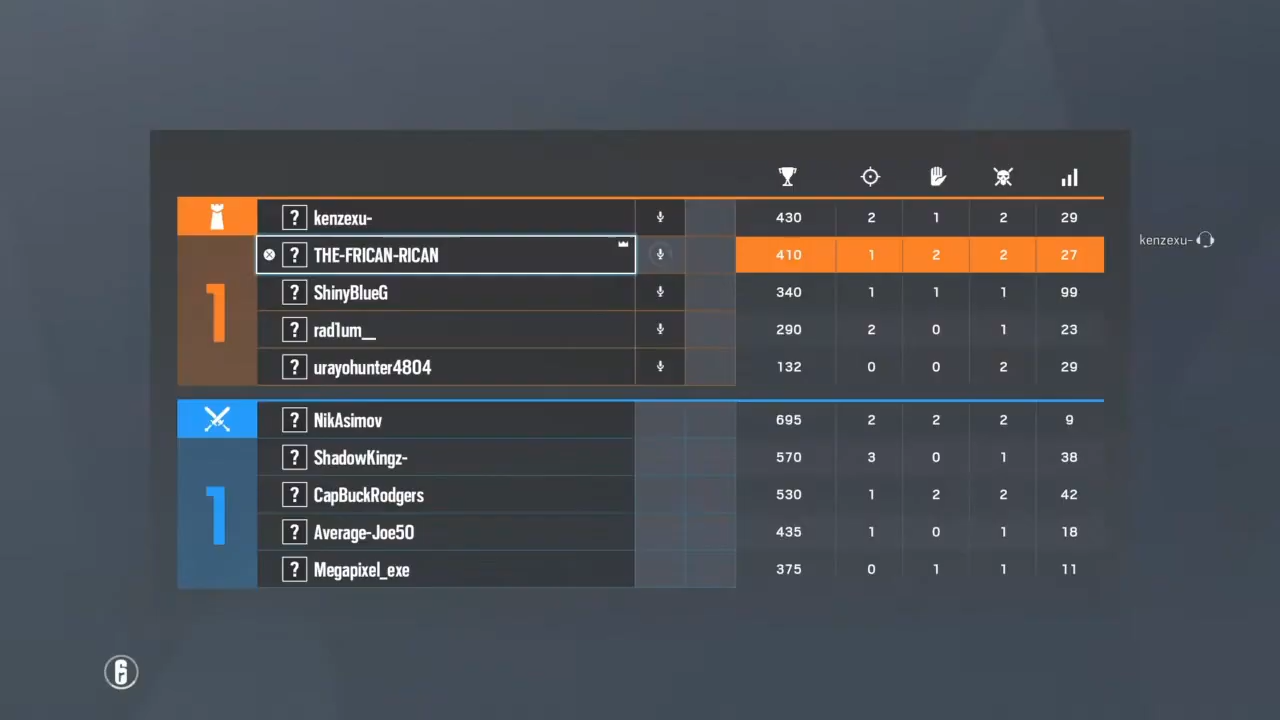 ? kenzexu- 430 2 1 2 29
kenzexu-
? THE-FRICAN-RICAN 410 1 2 2 27
1
? ShinyBlueG 340 1 1 1 99
? rad1um__ 290 2 0 1 23
? urayohunter4804 132 0 0 2 29
? NikAsimov 695 2 2 2 9
? ShadowKingz- 570 3 0 1 38
1
? CapBuckRodgers 530 1 2 2 42
? Average-Joe50 435 1 0 1 18
? Megapixel_exe 375 0 1 1 11
6